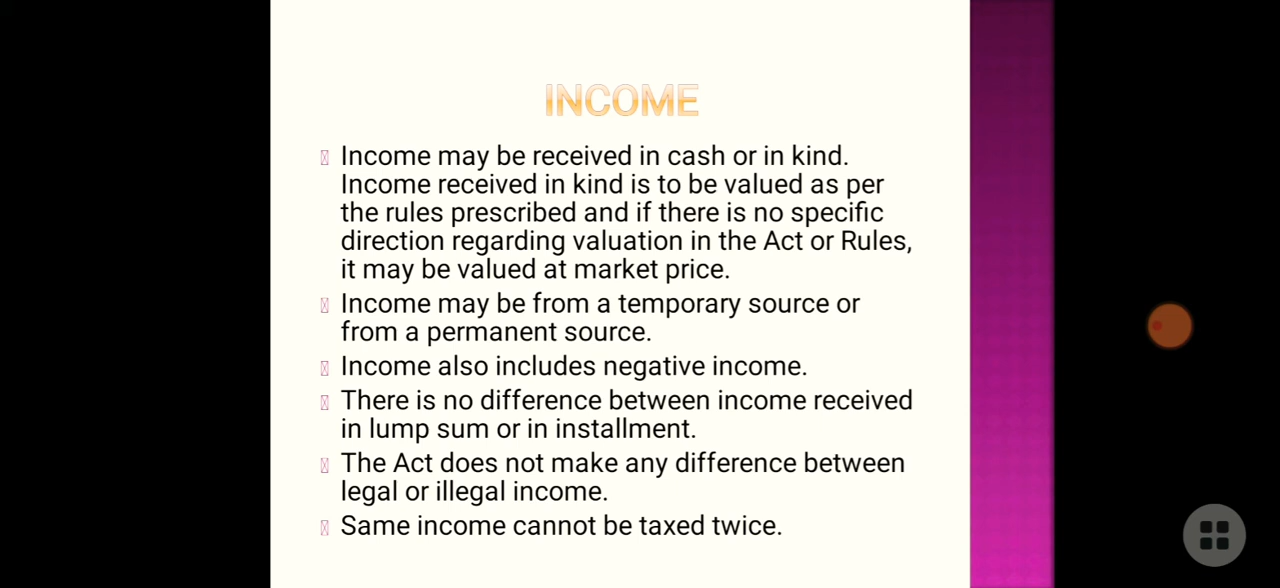 INCOME
Income may be received in cash or in kind.
Income received in kind is to be valued as per
the rules prescribed and if there is no specific
direction regarding valuation in the Act or Rules,
it may be valued at market price.
Income may be from a temporary source or
from a permanent source.
Income also includes negative income.
There is no difference between income received
in lump sum or in installment.
The Act does not make any difference between
legal or illegal income.
Same income cannot be taxed twice.